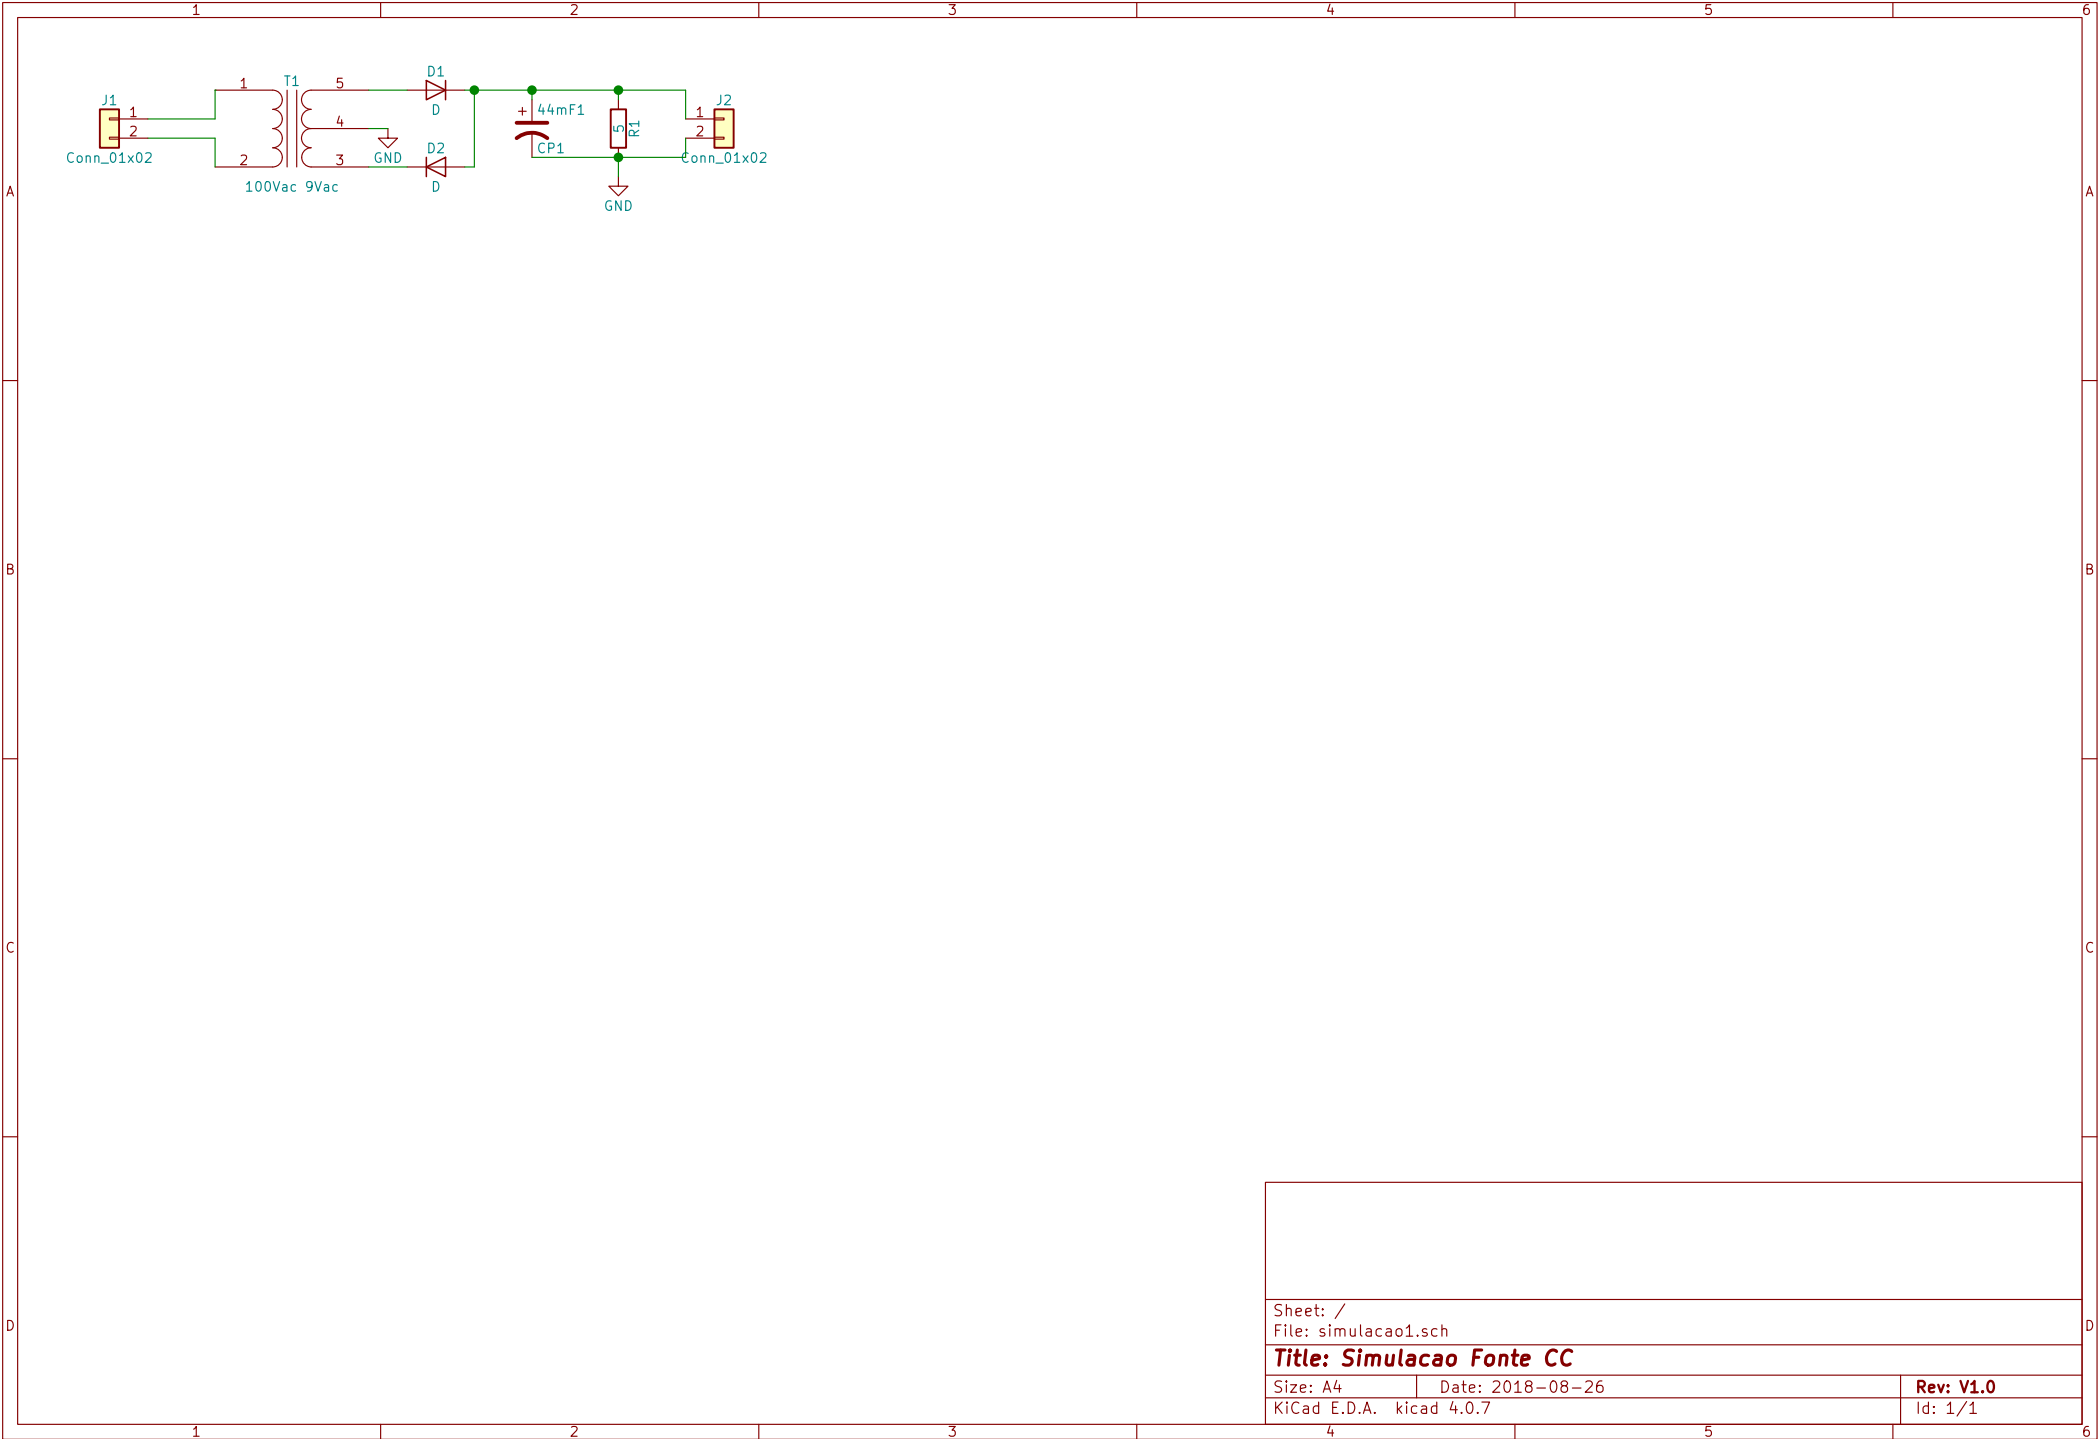 1 2 3 4 5 6
T1
D1
1
5
J1
44mF1
J2
1
4
5
R1
1
2
2
Conn_01x02
GND
D
D2
CP1
Conn_01x02
2
3
100Vac 9Vac
D
+
GND
A
A
B
B
C
C
Sheet: /
File: simulacao1.sch
D
D
Title: Simulacao Fonte CC
Size: A4
Date: 2018-08-26
Rev: V1.0
KiCad E.D.A. kicad 4.0.7
Id: 1/1
1 2 3 4 5 6